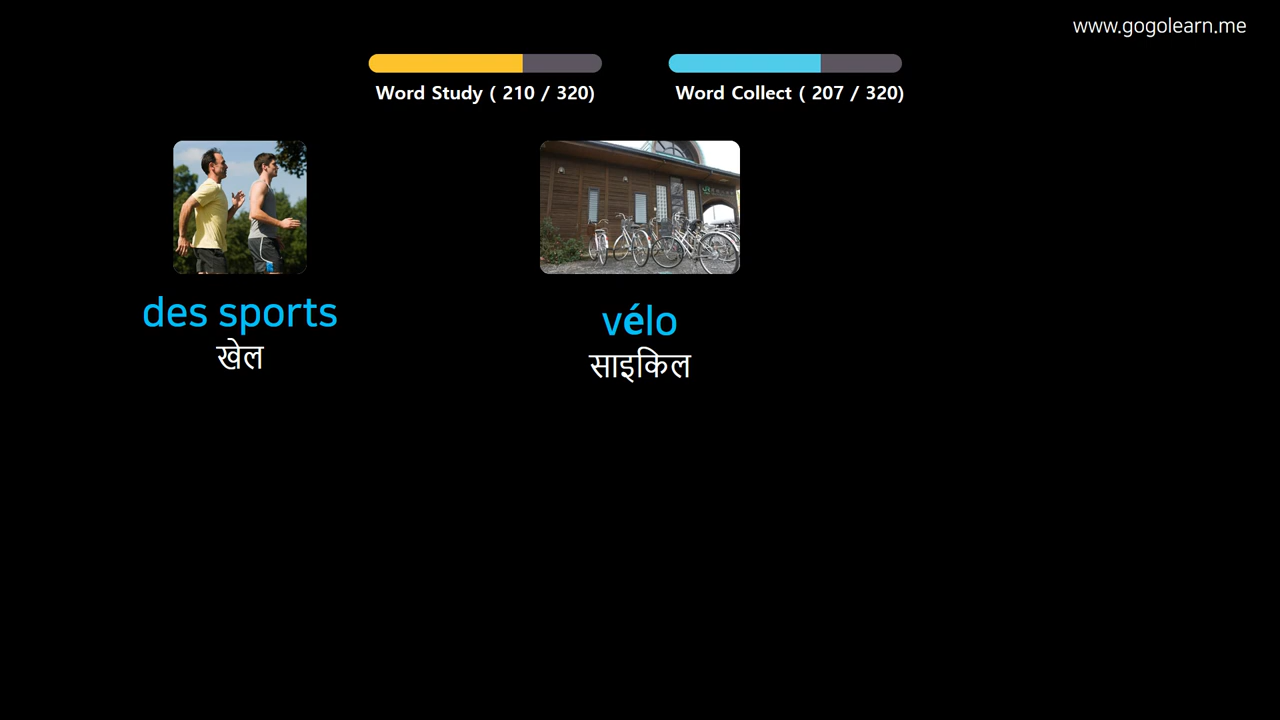 www.gogolearn.me
Word Study ( 210 / 320)
Word Collect ( 207 / 320)
des sports
खेल
vélo
साइकिल